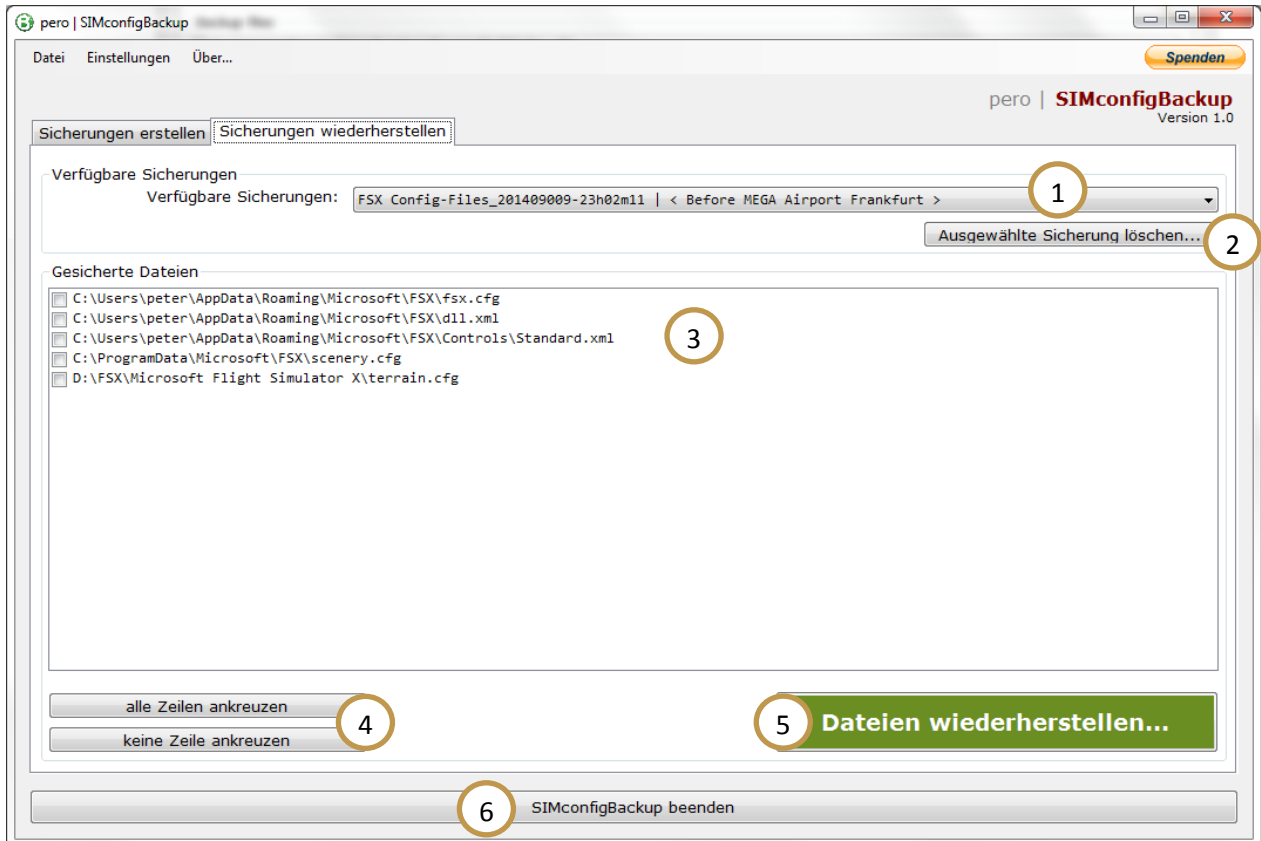 pero | SIMconfigBackup
Datei Einstellungen Über...
Spenden
pero | SIMconfigBackup
Version 1.0
Sicherungen erstellen Sicherungen wiederherstellen
Verfügbare Sicherungen
Verfügbare Sicherungen: FSX Config-Files_201409009-23h02m11 | < Before MEGA Airport Frankfurt >
1
Ausgewählte Sicherung löschen...
2
Gesicherte Dateien
C:\Users\peter\AppData\Roaming\Microsoft\FSX\fsx.cfg
C:\Users\peter\AppData\Roaming\Microsoft\FSX\dll.xml
C:\Users\peter\AppData\Roaming\Microsoft\FSX\Controls\Standard.xml
C:\ProgramData\Microsoft\FSX\scenery.cfg
D:\FSX\Microsoft Flight Simulator X\terrain.cfg
3
alle Zeilen ankreuzen
keine Zeile ankreuzen
4
5
Dateien wiederherstellen...
6
SIMconfigBackup beenden